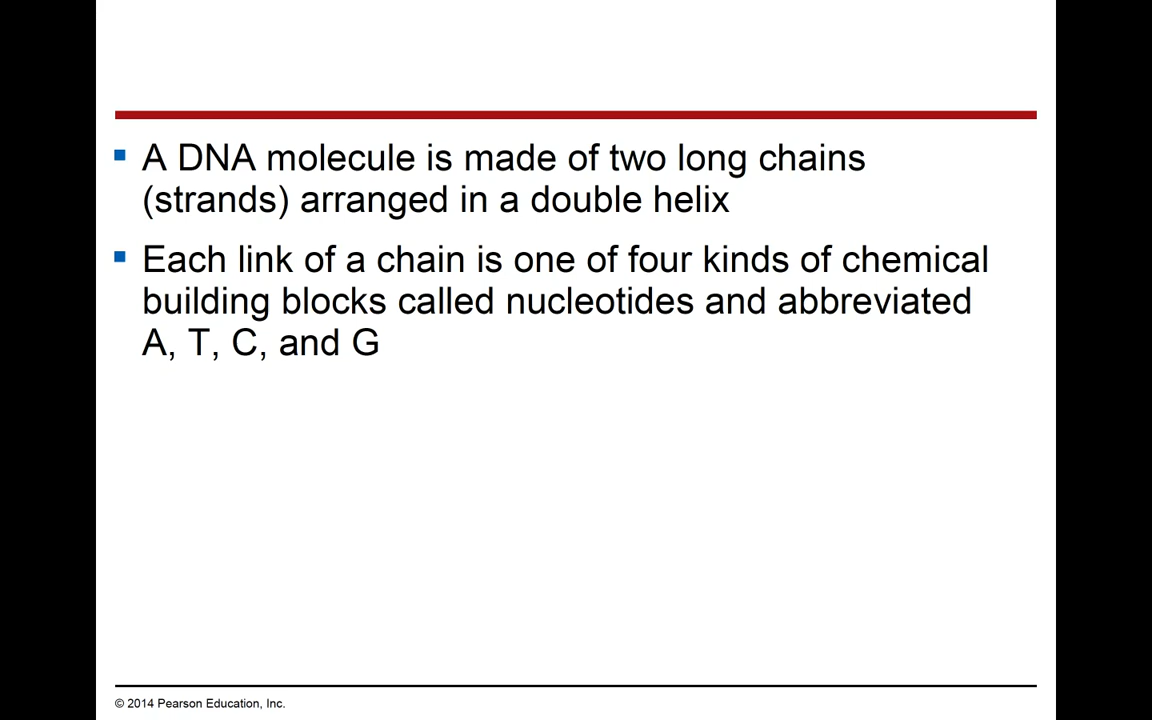 A DNA molecule is made of two long chains
(strands) arranged in a double helix
Each link of a chain is one of four kinds of chemical
building blocks called nucleotides and abbreviated
A, T, C, and G
© 2014 Pearson Education, Inc.